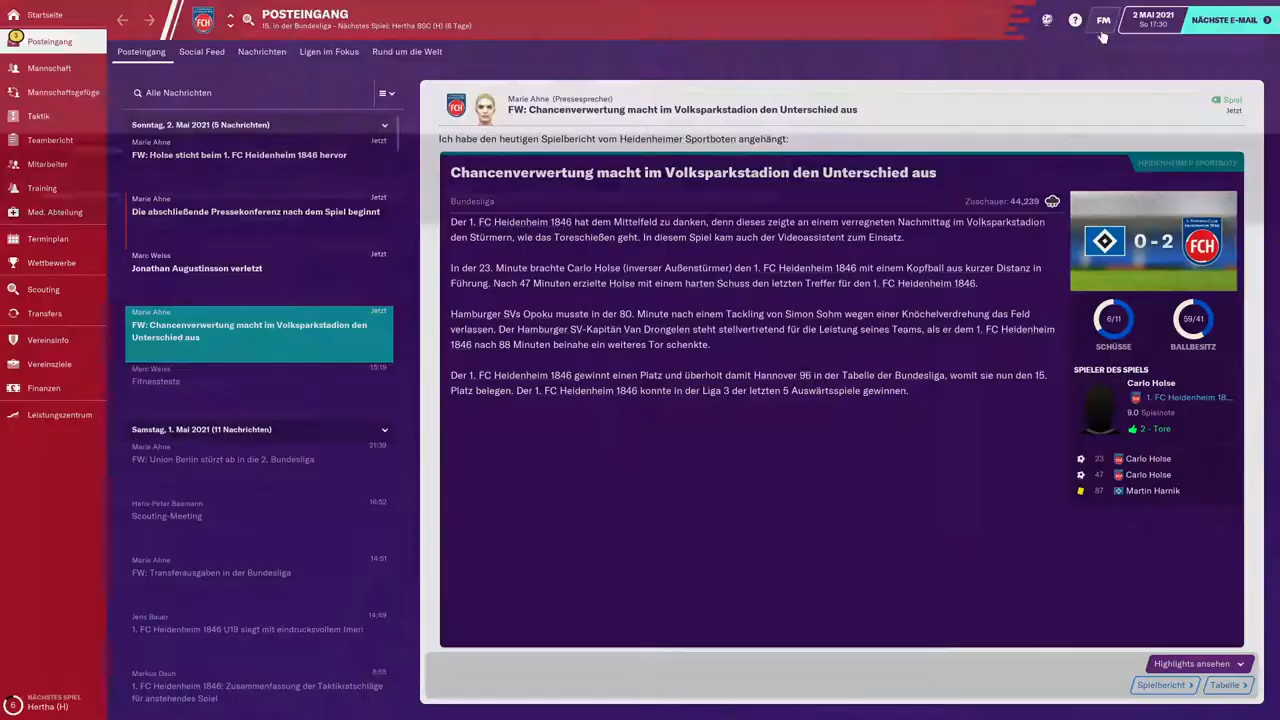 Startseite
3
Posteingang
Mannschaft
Mannschaftsgefüge
Taktik
Teambericht
Mitarbeiter
Training
Med. Abteilung
Terminplan
Wettbewerbe
Scouting
Transfers
Vereinsinfo
Vereinsziele
Finanzen
Leistungszentrum
6
NÄCHSTES SPIEL
Hertha (H)
FCH
POSTEINGANG
15. in der Bundesliga - Nächstes Spiel: Hertha BSC (H) (6 Tage)
?
FM
2 MAI 2021
So 17:30
NÄCHSTE E-MAIL
Posteingang
Social Feed
Nachrichten
Ligen im Fokus
Rund um die Welt
Alle Nachrichten
Sonntag, 2. Mai 2021 (5 Nachrichten)
Marie Ahne
Jetzt
FW: Holse sticht beim 1. FC Heidenheim 1846 hervor
Marie Ahne
Jetzt
Die abschließende Pressekonferenz nach dem Spiel beginnt
Marc Weiss
Jetzt
Jonathan Augustinsson verletzt
Marie Ahne
Jetzt
FW: Chancenverwertung macht im Volksparkstadion den
Unterschied aus
Marc Weiss
15:19
Fitnesstests
Samstag, 1. Mai 2021 (11 Nachrichten)
Marie Ahne
21:39
FW: Union Berlin stürzt ab in die 2. Bundesliga
Hans-Peter Baamann
16:52
Scouting-Meeting
Marie Ahne
14:51
FW: Transferausgaben in der Bundesliga
Jens Bauer
14:49
1. FC Heidenheim 1846 U19 siegt mit eindrucksvollem
Markus Daun
8:58
1. FC Heidenheim 1846: Zusammenfassung der Taktikratschläge
für anstehendes Spiel
Marie Ahne (Pressesprecher)
FW: Chancenverwertung macht im Volksparkstadion den Unterschied aus
Spiel
Jetzt
Ich habe den heutigen Spielbericht vom Heidenheimer Sportboten angehängt:
HEIDENHEIMER SPORTBOTE
Chancenverwertung macht im Volksparkstadion den Unterschied aus
Bundesliga
Zuschauer: 44,239
Der 1. FC Heidenheim 1846 hat dem Mittelfeld zu danken, denn dieses zeigte an einem verregneten Nachmittag im Volksparkstadion
den Stürmern, wie das Toreschießen geht. In diesem Spiel kam auch der Videoassistent zum Einsatz.
In der 23. Minute brachte Carlo Holse (inverser Außenstürmer) den 1. FC Heidenheim 1846 mit einem Kopfball aus kurzer Distanz in
Führung. Nach 47 Minuten erzielte Holse mit einem harten Schuss den letzten Treffer für den 1. FC Heidenheim 1846.
Hamburger SVs Opoku musste in der 80. Minute nach einem Tackling von Simon Sohm wegen einer Knöchelverdrehung das Feld
verlassen. Der Hamburger SV-Kapitän Van Drongelen steht stellvertretend für die Leistung seines Teams, als er dem 1. FC Heidenheim
1846 nach 88 Minuten beinahe ein weiteres Tor schenkte.
Der 1. FC Heidenheim 1846 gewinnt einen Platz und überholt damit Hannover 96 in der Tabelle der Bundesliga, womit sie nun den 15.
Platz belegen. Der 1. FC Heidenheim 1846 konnte in der Liga 3 der letzten 5 Auswärtsspiele gewinnen.
0 - 2
FCH
6/11
SCHÜSSE
59/41
BALLBESITZ
SPIELER DES SPIELS
Carlo Holse
1. FC Heidenheim 18...
9.0 Spielnote
2 - Tore
23 Carlo Holse
47 Carlo Holse
87 Martin Harnik
Highlights ansehen
Spielbericht
Tabelle